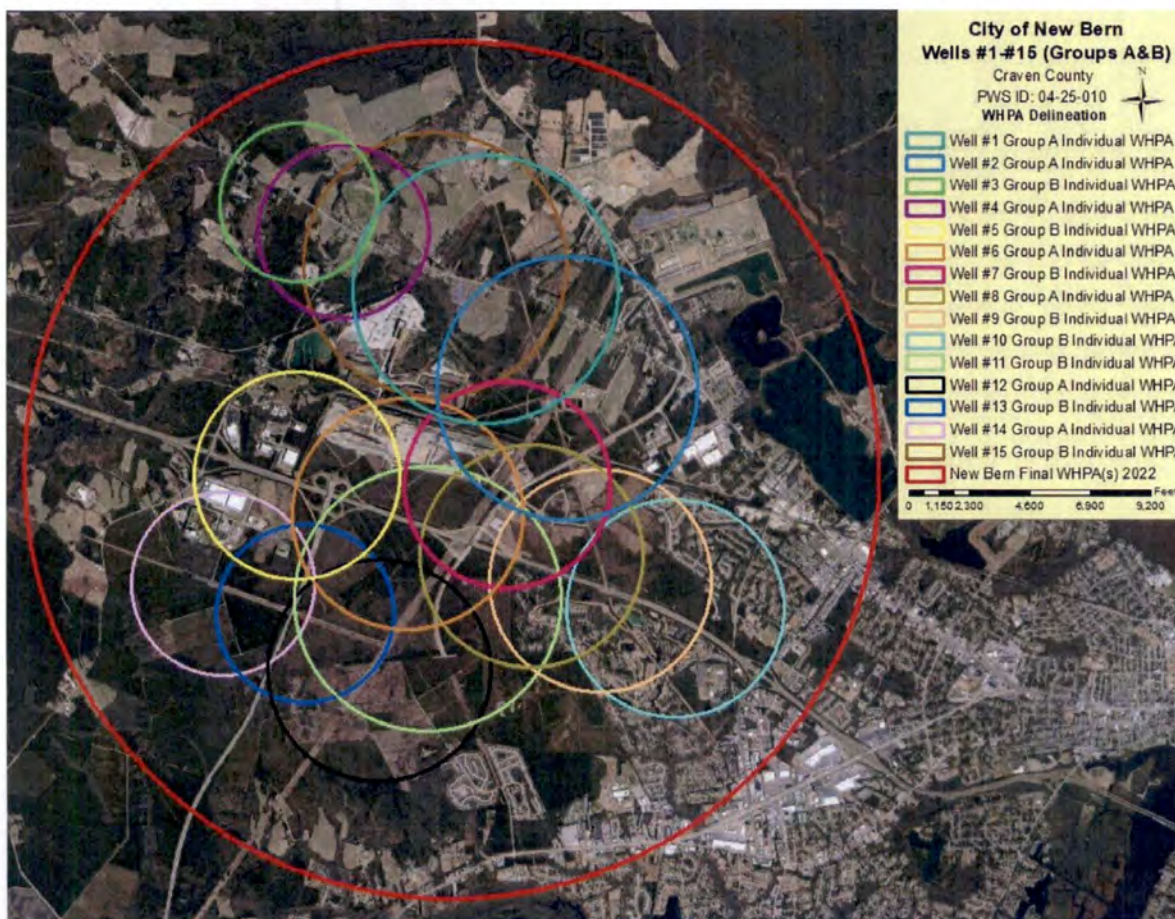 City of New Bern
Wells #1-#15 (Groups A&B)
Craven County
PWS ID: 04-25-010
WHPA Delineation
N
Well #1 Group A Individual WHPA
Well #2 Group A Individual WHPA
Well #3 Group B Individual WHPA
Well #4 Group A Individual WHPA
Well #5 Group B Individual WHPA
Well #6 Group A Individual WHPA
Well #7 Group B Individual WHPA
Well #8 Group A Individual WHPA
Well #9 Group B Individual WHPA
Well #10 Group B Individual WHPA
Well #11 Group B Individual WHPA
Well #12 Group A Individual WHPA
Well #13 Group B Individual WHPA
Well #14 Group A Individual WHPA
Well #15 Group B Individual WHPA
New Bern Final WHPA(s) 2022
0 1,150 2,300 4,600 6,900 9,200